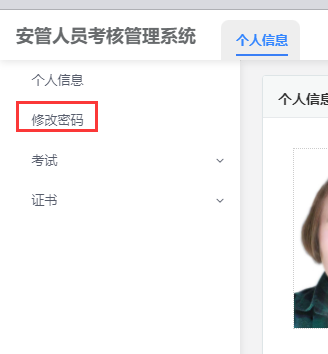 安管人员考核管理系统
个人信息
个人信息
修改密码
考试
证书
个人信